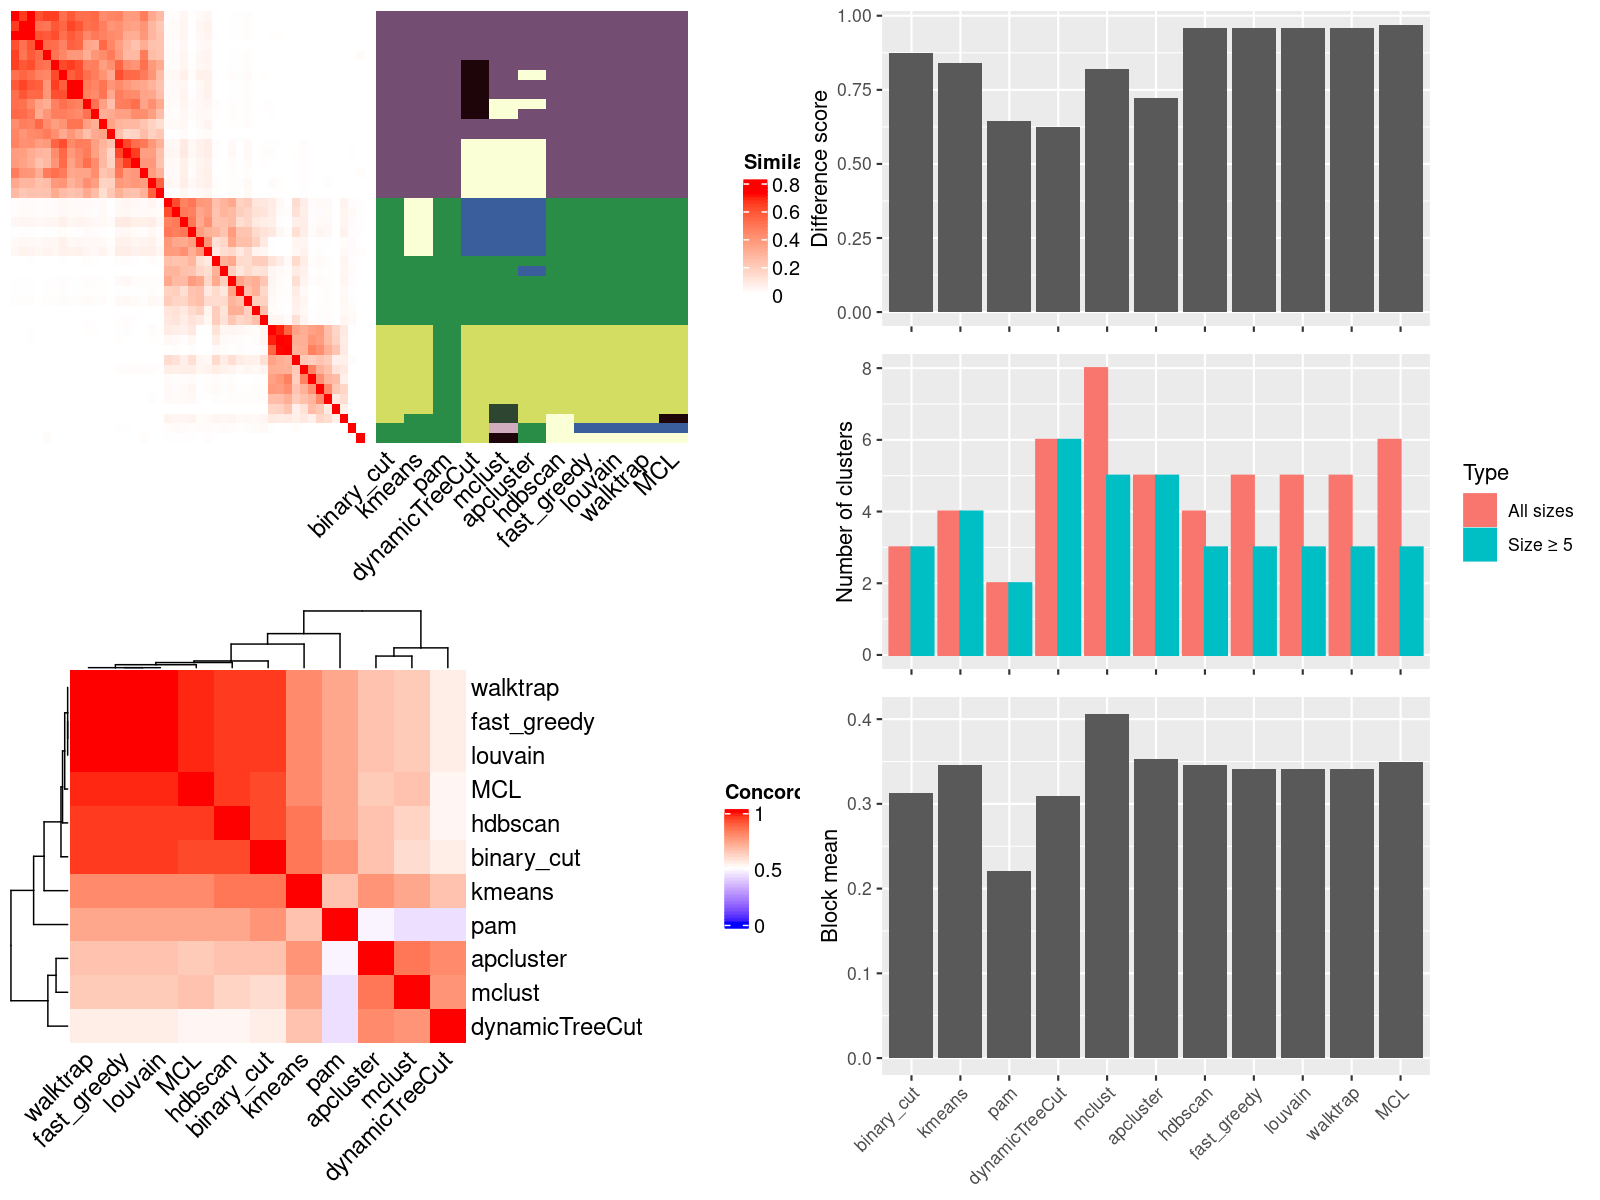 Simila
0.8
0.6
0.4
0.2
0
binary_cut
kmeans
pam
dynamicTreeCut
mclust
apcluster
hdbscan
fast_greedy
louvain
walktrap
MCL
walktrap
fast_greedy
louvain
MCL
hdbscan
binary_cut
kmeans
pam
apcluster
mclust
dynamicTreeCut
walktrap
fast_greedy
louvain
MCL
hdbscan
binary_cut
kmeans
pam
apcluster
mclust
dynamicTreeCut
Concord
1
0.5
0
Difference score
1.00
0.75
0.50
0.25
0.00
Number of clusters
8
6
4
2
0
Type
All sizes
Size ≥ 5
Block mean
0.4
0.3
0.2
0.1
0.0
binary_cut
kmeans
pam
dynamicTreeCut
mclust
apcluster
hdbscan
fast_greedy
louvain
walktrap
MCL